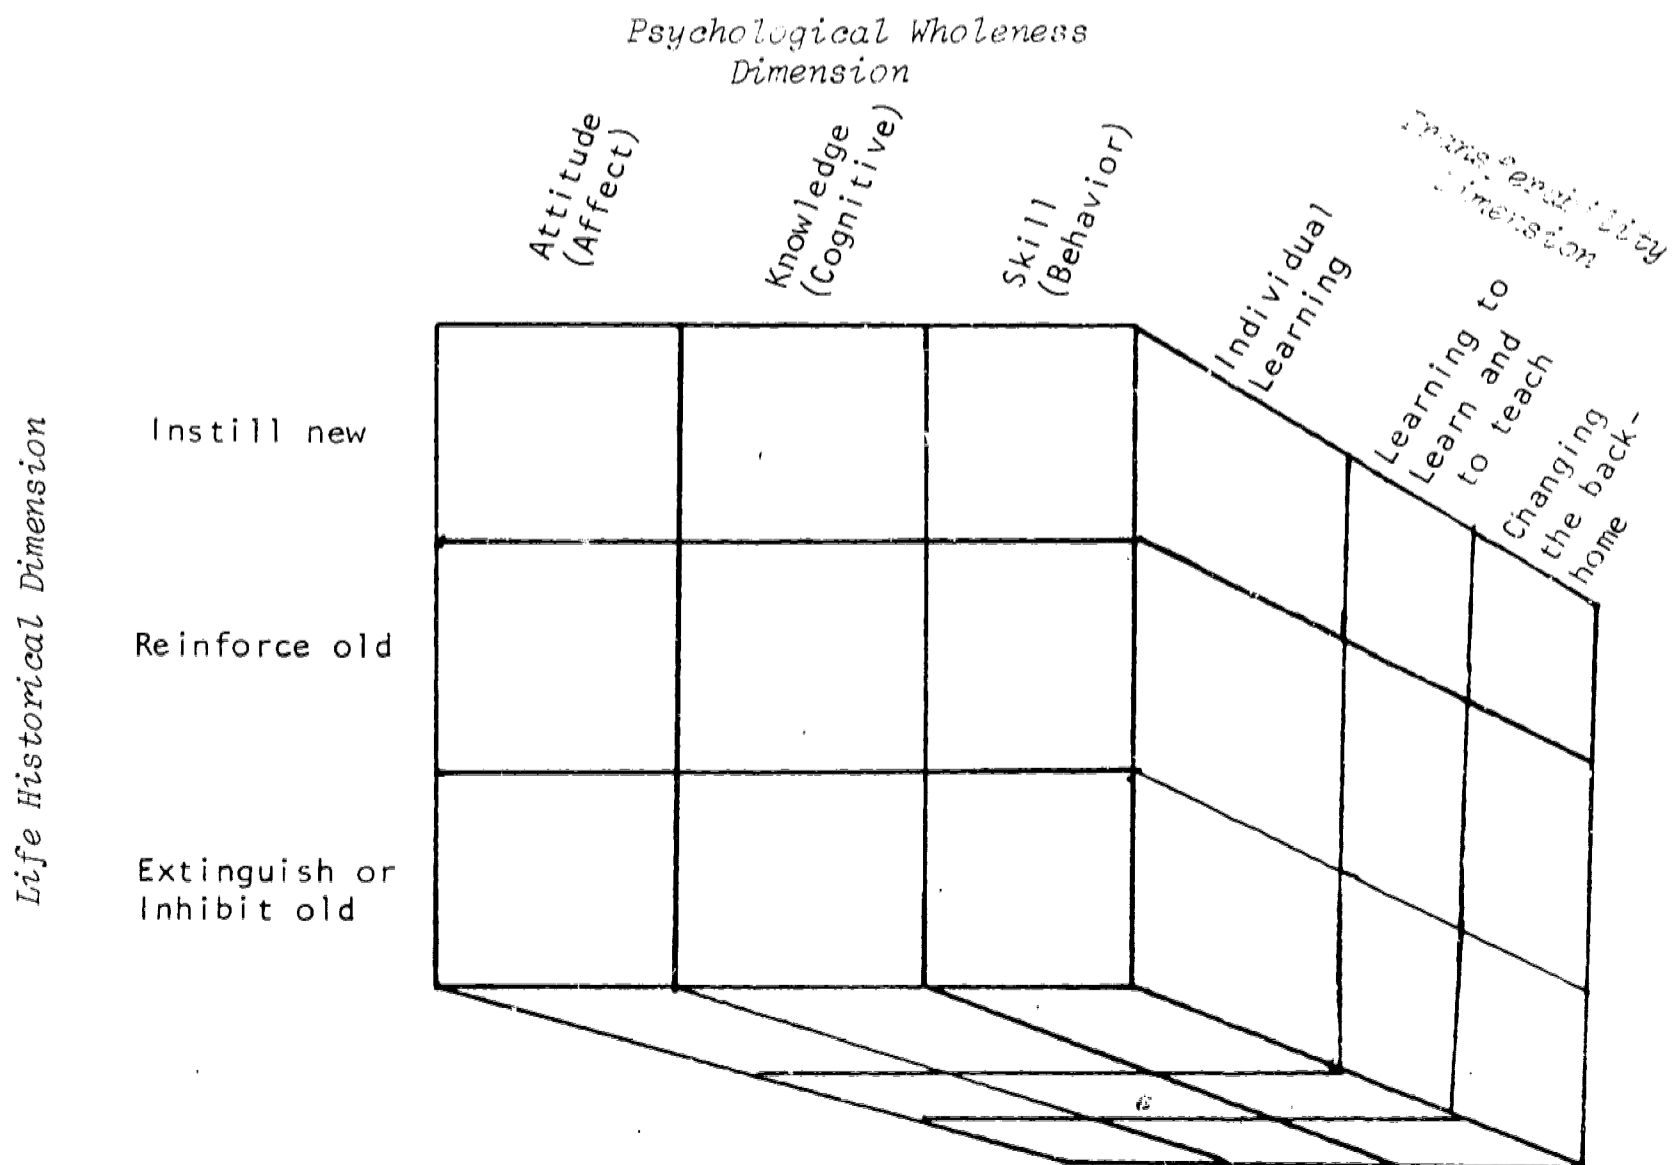 Psychological Wholeness
Dimension
Attitude
(Affect)
Knowledge
(Cognitive)
Skill
(Behavior)
Transferability
Dimension
Individual
Learning
Learning to
Learn and
to teach
Changing
the back-
home
Life Historical Dimension
Instill new
Reinforce old
Extinguish or
Inhibit old